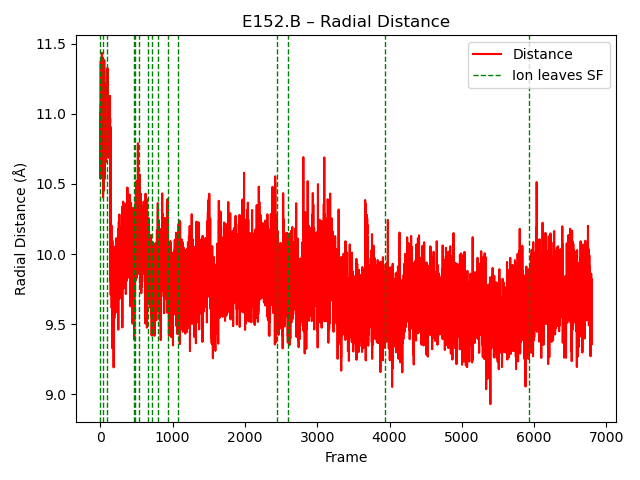 E152.B – Radial Distance
Distance
Ion leaves SF
Radial Distance (Å)
11.5
11.0
10.5
10.0
9.5
9.0
0 1000 2000 3000 4000 5000 6000 7000
Frame